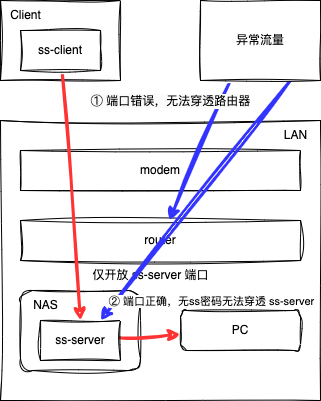 Client
ss-client
异常流量
① 端口错误，无法穿透路由器
LAN
modem
router
仅开放 ss-server 端口
NAS
② 端口正确，无ss密码无法穿透 ss-server
ss-server
PC